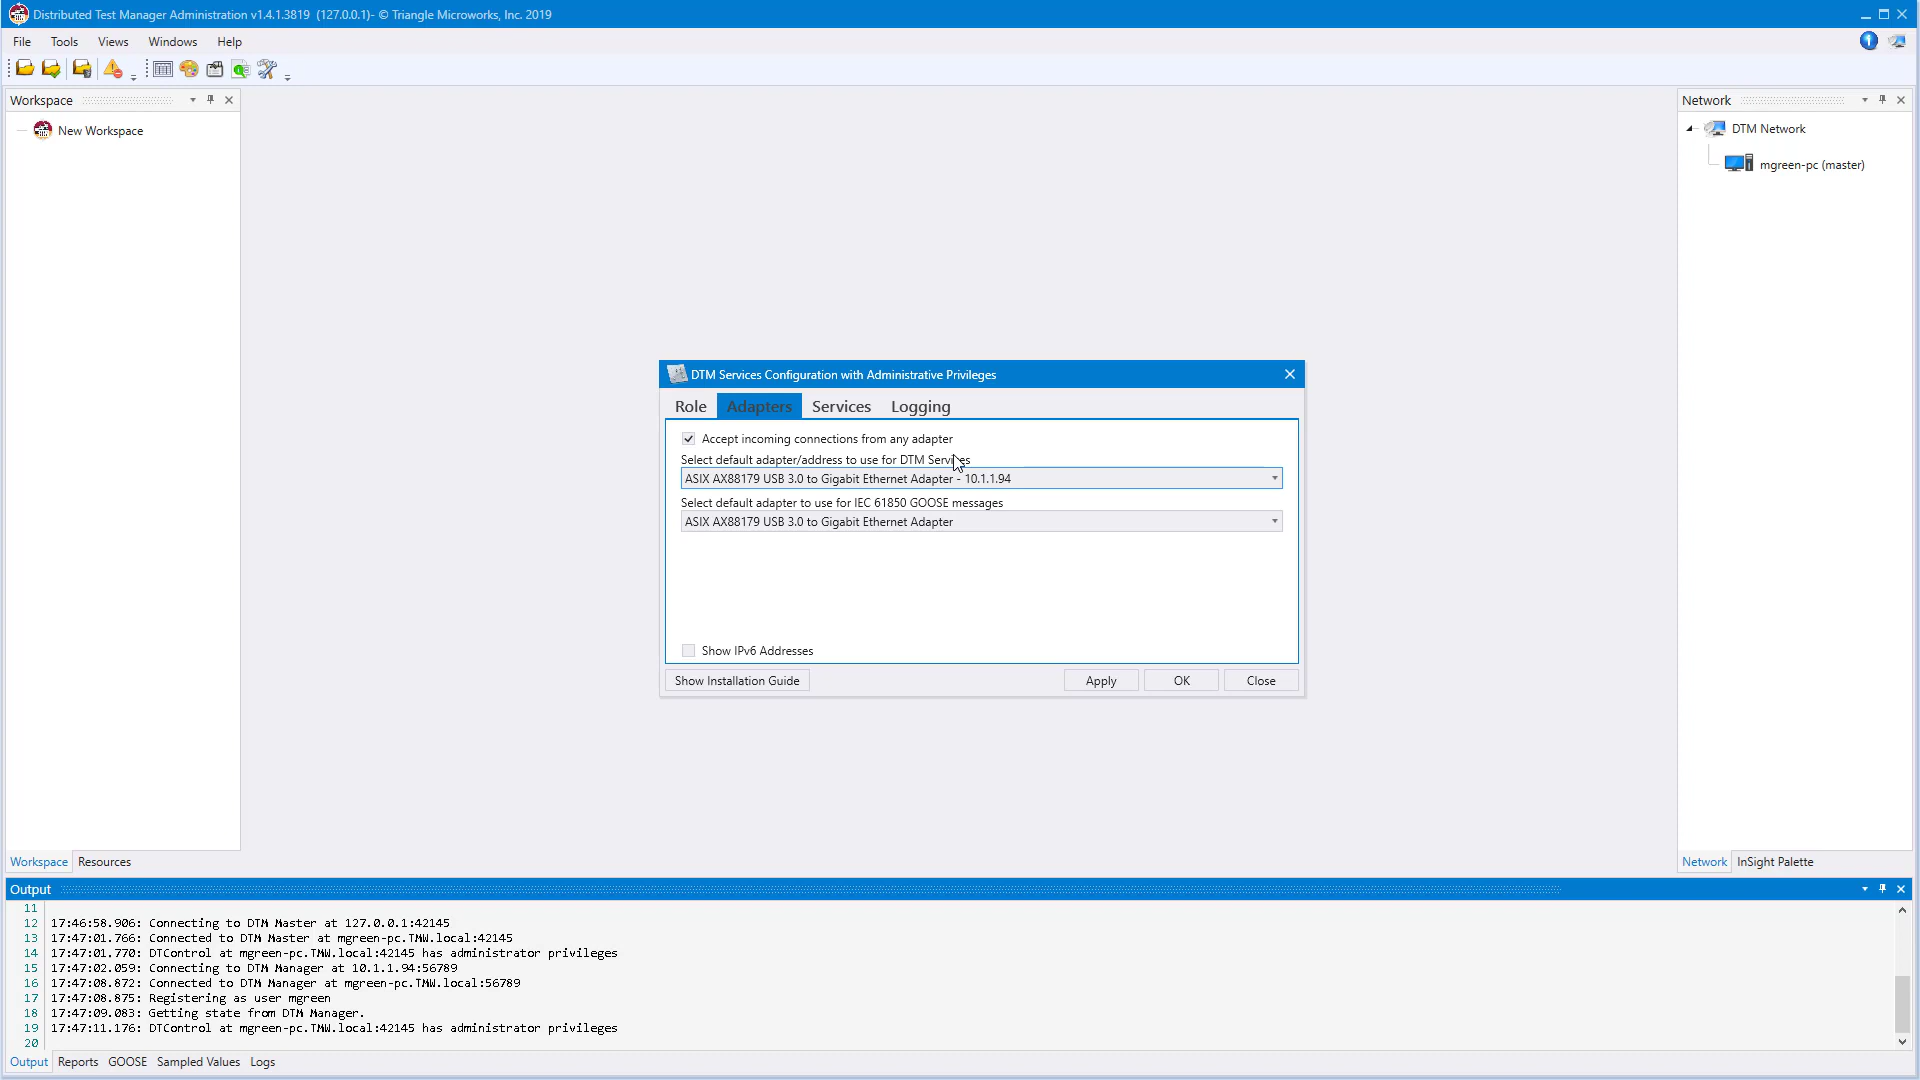 Distributed Test Manager Administration v1.4.1.3819 (127.0.0.1)- © Triangle Microworks, Inc. 2019
File Tools Views Windows Help
Workspace
New Workspace
Network
DTM Network
mgreen-pc (master)
DTM Services Configuration with Administrative Privileges
Role Adapters Services Logging
Accept incoming connections from any adapter
Select default adapter/address to use for DTM Services
ASIX AX88179 USB 3.0 to Gigabit Ethernet Adapter - 10.1.1.94
Select default adapter to use for IEC 61850 GOOSE messages
ASIX AX88179 USB 3.0 to Gigabit Ethernet Adapter
Show IPv6 Addresses
Show Installation Guide Apply OK Close
Workspace Resources
Network InSight Palette
Output
11
12 17:46:58.906: Connecting to DTM Master at 127.0.0.1:42145
13 17:47:01.766: Connected to DTM Master at mgreen-pc.TMW.local:42145
14 17:47:01.770: DTControl at mgreen-pc.TMW.local:42145 has administrator privileges
15 17:47:02.059: Connecting to DTM Manager at 10.1.1.94:56789
16 17:47:08.872: Connected to DTM Manager at mgreen-pc.TMW.local:56789
17 17:47:08.875: Registering as user mgreen
18 17:47:09.083: Getting state from DTM Manager.
19 17:47:11.176: DTControl at mgreen-pc.TMW.local:42145 has administrator privileges
20
Output Reports GOOSE Sampled Values Logs